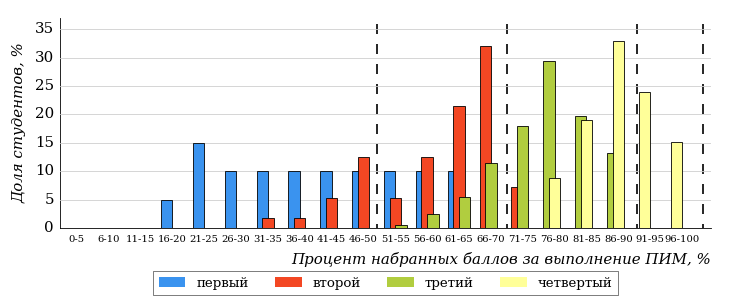 Доля студентов, %
35
30
25
20
15
10
5
0
0-5 6-10 11-15 16-20 21-25 26-30 31-35 36-40 41-45 46-50 51-55 56-60 61-65 66-70 71-75 76-80 81-85 86-90 91-95 96-100
Процент набранных баллов за выполнение ПИМ, %
первый второй третий четвертый